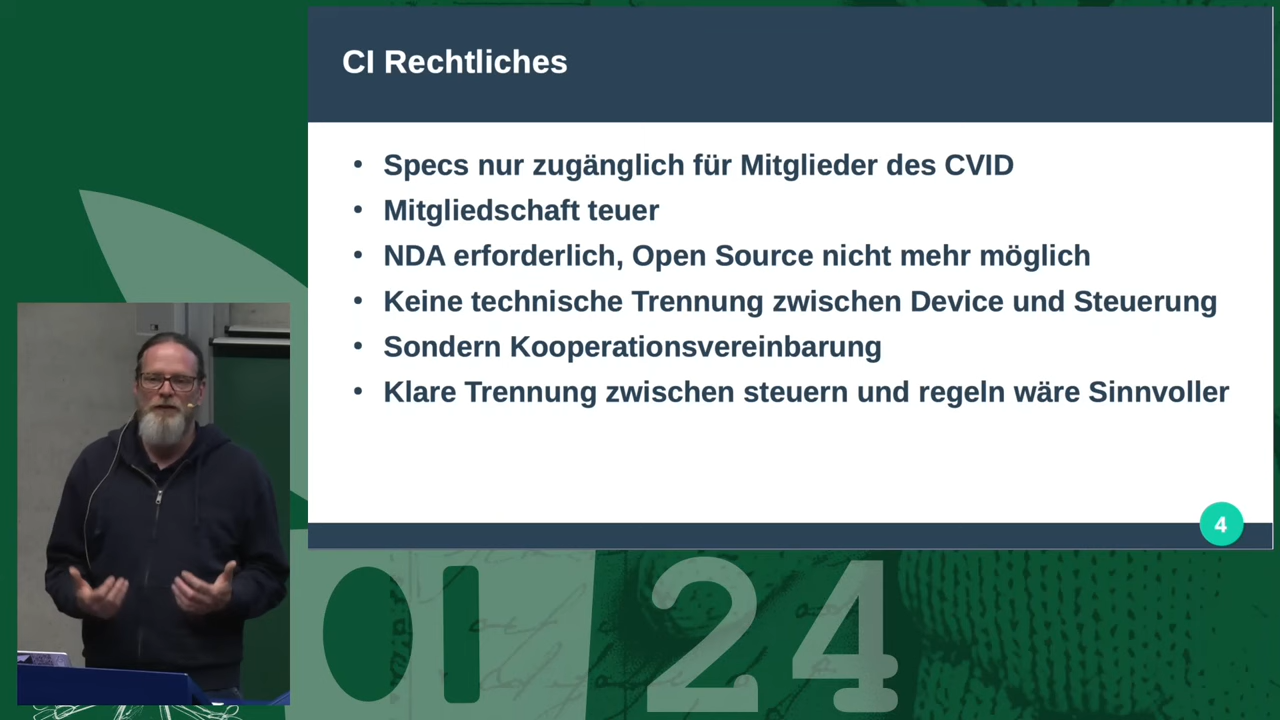 CI Rechtliches
Specs nur zugänglich für Mitglieder des CVID
Mitgliedschaft teuer
NDA erforderlich, Open Source nicht mehr möglich
Keine technische Trennung zwischen Device und Steuerung
Sondern Kooperationsvereinbarung
Klare Trennung zwischen steuern und regeln wäre Sinnvoller
4
24